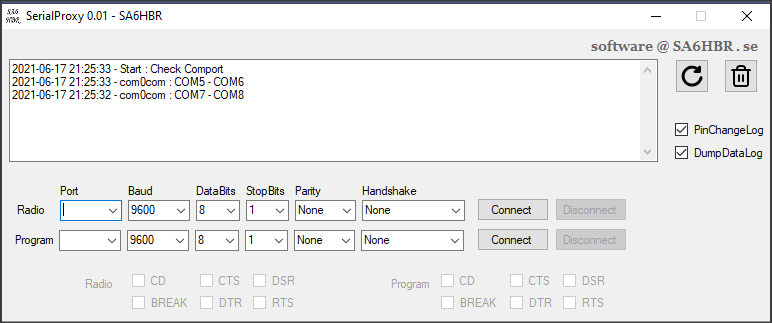 SA6
HBR.
SerialProxy 0.01 - SA6HBR
software @ SA6HBR . se
2021-06-17 21:25:33 - Start : Check Comport
2021-06-17 21:25:33 - com0com : COM5 - COM6
2021-06-17 21:25:32 - com0com : COM7 - COM8
PinChangeLog
DumpDataLog
Port Baud DataBits StopBits Parity Handshake
Radio 9600 8 1 None None Connect Disconnect
Program 9600 8 1 None None Connect Disconnect
Radio CD CTS DSR Program CD CTS DSR
BREAK DTR RTS BREAK DTR RTS